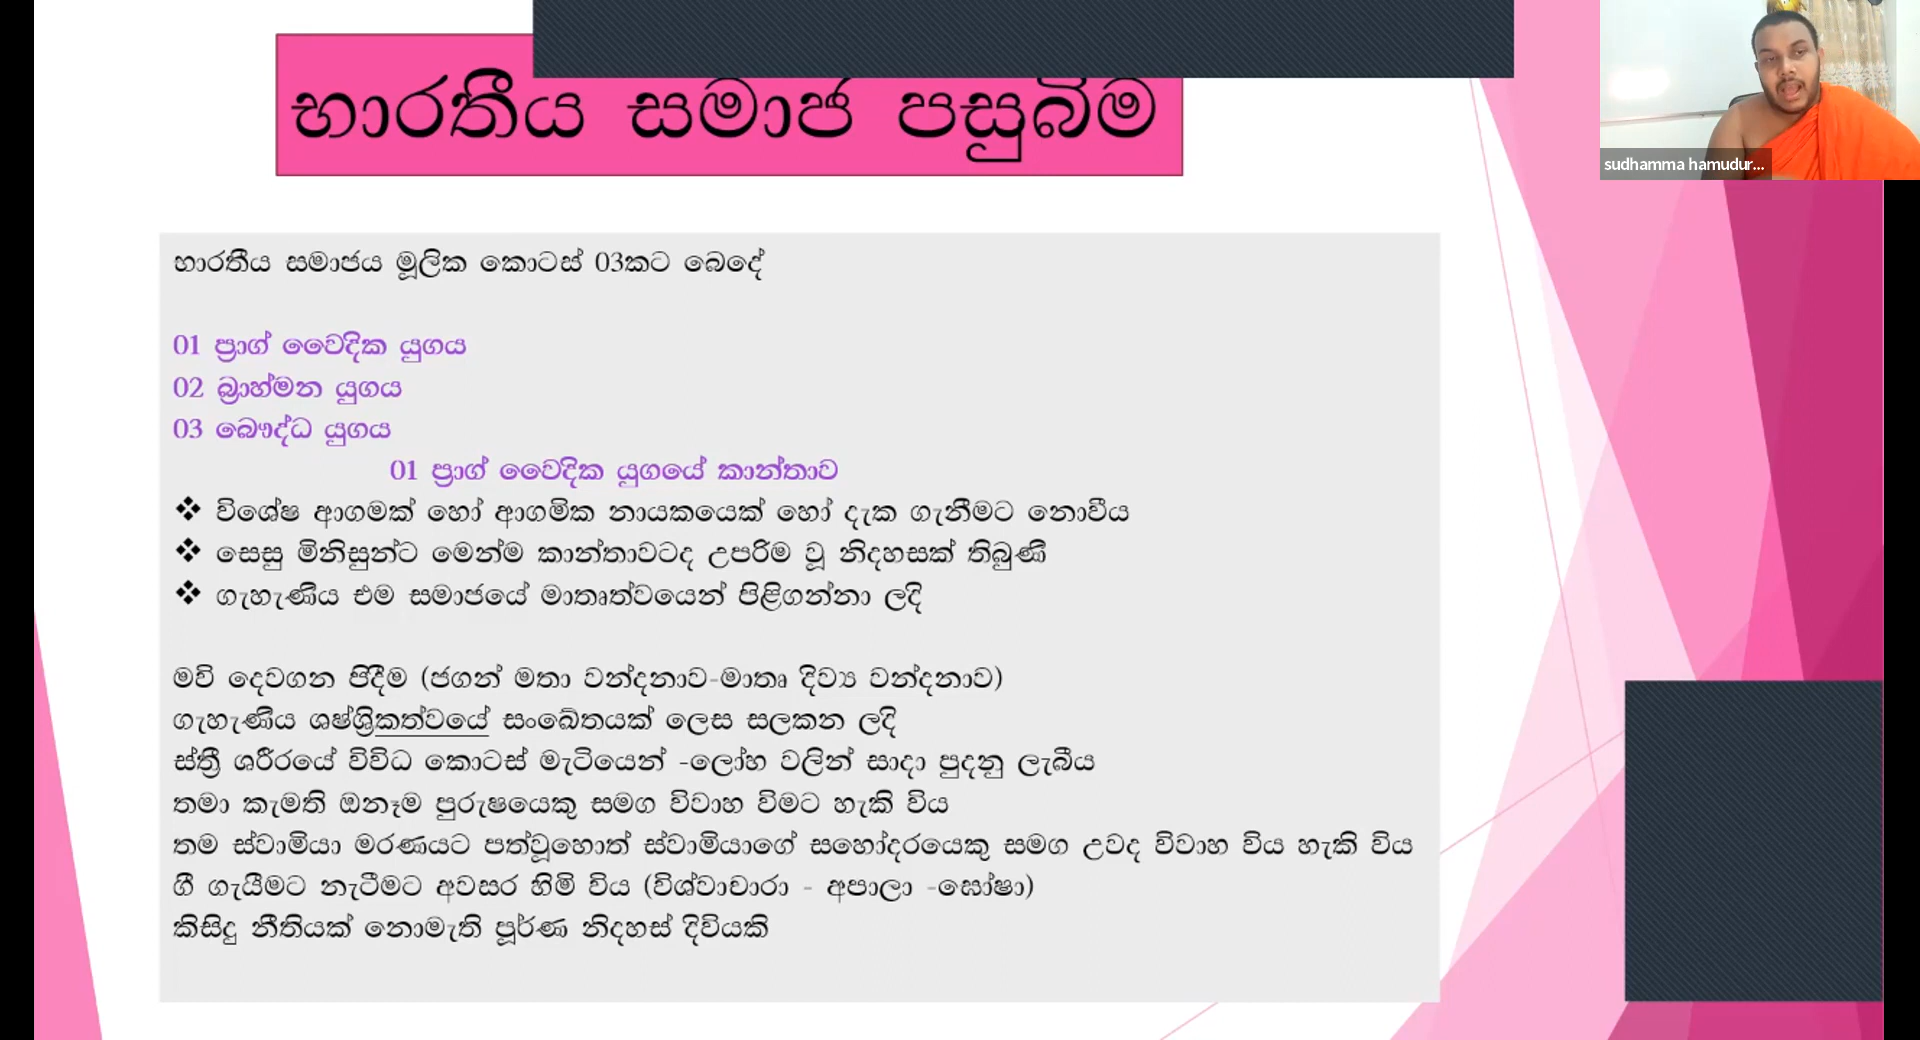 භාරතීය සමාජ පසුබිම
sudhamma hamudur...
භාරතීය සමාජය මූලික කොටස් 03කට බෙදේ
01 ප්‍රාග් වෛදික යුගය
02 බ්‍රාහ්මන යුගය
03 බෞද්ධ යුගය
01 ප්‍රාග් වෛදික යුගයේ කාන්තාව
❖ විශේෂ ආගමක් හෝ ආගමික නායකයෙක් හෝ දැක ගැනීමට නොවීය
❖ සෙසු මිනිසුන්ට මෙන්ම කාන්තාවටද උපරිම වූ නිදහසක් තිබුණි
❖ ගැහැණිය එම සමාජයේ මාතෘත්වයෙන් පිළිගන්නා ලදි
මව් දෙවගන පිදීම (ජගන් මතා වන්දනාව-මාතෘ දිව්‍ය වන්දනාව)
ගැහැණිය ශෂ්ශ්‍රිකත්වයේ සංඛේතයක් ලෙස සලකන ලදි
ස්ත්‍රී ශරීරයේ විවිධ කොටස් මැටියෙන් -ලෝහ වලින් සාදා පුදනු ලැබීය
තමා කැමති ඔනෑම පුරුෂයෙකු සමග විවාහ විමට හැකි විය
තම ස්වාමියා මරණයට පත්වූහොත් ස්වාමියාගේ සහෝදරයෙකු සමග උවද විවාහ විය හැකි විය
ගී ගැයීමට නැටීමට අවසර හිමි විය (විශ්වාචාරා - අපාලා -ඝෝෂා)
කිසිදු නීතියක් නොමැති පූර්ණ නිදහස් දිවියකි